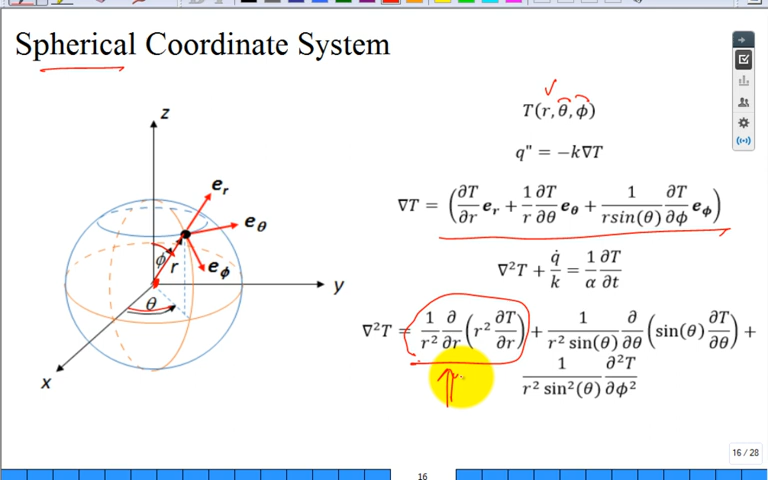 Spherical Coordinate System
T(r, θ, ϕ)
q" = −k∇T
∇T = (∂T/∂r e_r + 1/r ∂T/∂θ e_θ + 1/(rsin(θ)) ∂T/∂ϕ e_ϕ)
∇²T + q̇/k = 1/α ∂T/∂t
∇²T = 1/r² ∂/∂r (r² ∂T/∂r) + 1/(r² sin(θ)) ∂/∂θ (sin(θ) ∂T/∂θ) +
1/(r² sin²(θ)) ∂²T/∂ϕ²
z
e_r
e_θ
ϕ
r
e_ϕ
y
θ
x
16 / 28
16